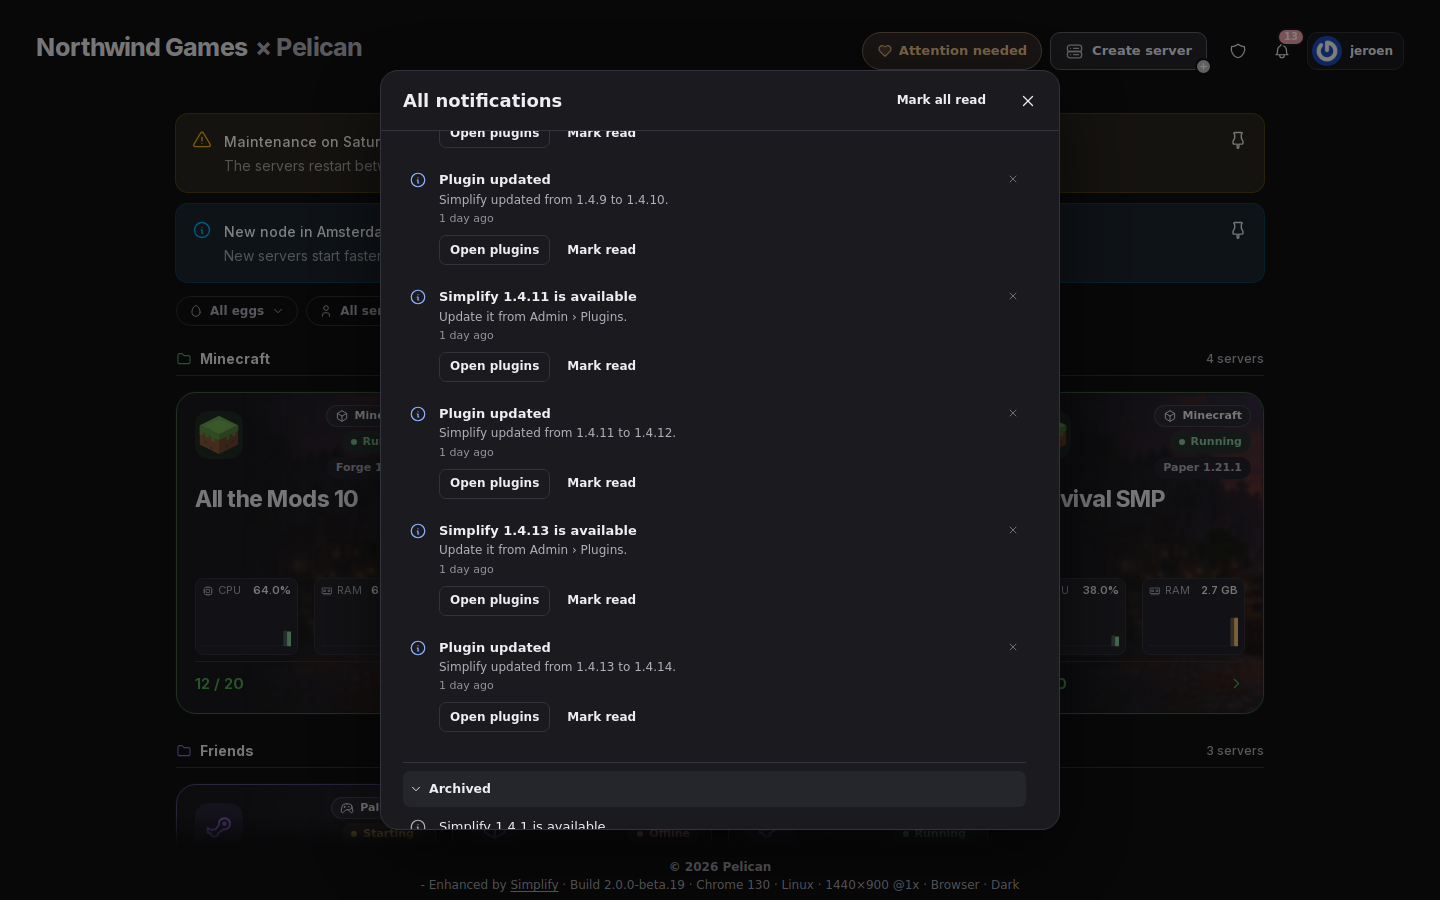 Northwind Games × Pelican
Attention needed
Create server
13
jeroen
All notifications
Mark all read
Maintenance on Satur
The servers restart betw
New node in Amsterda
New servers start faster
All eggs
All ser
Open plugins
Mark read
Plugin updated
Simplify updated from 1.4.9 to 1.4.10.
1 day ago
Open plugins
Mark read
Simplify 1.4.11 is available
Update it from Admin › Plugins.
1 day ago
Open plugins
Mark read
Plugin updated
Simplify updated from 1.4.11 to 1.4.12.
1 day ago
Open plugins
Mark read
Simplify 1.4.13 is available
Update it from Admin › Plugins.
1 day ago
Open plugins
Mark read
Plugin updated
Simplify updated from 1.4.13 to 1.4.14.
1 day ago
Open plugins
Mark read
Archived
Simplify 1.4.1 is available
Minecraft
4 servers
Mine
Ru
Forge 1
All the Mods 10
CPU 64.0%
RAM 6
12 / 20
Minecraft
Running
Paper 1.21.1
vival SMP
U 38.0%
RAM 2.7 GB
0
Friends
3 servers
Pal
Starting
Offline
Running
© 2026 Pelican
- Enhanced by Simplify · Build 2.0.0-beta.19 · Chrome 130 · Linux · 1440×900 @1x · Browser · Dark